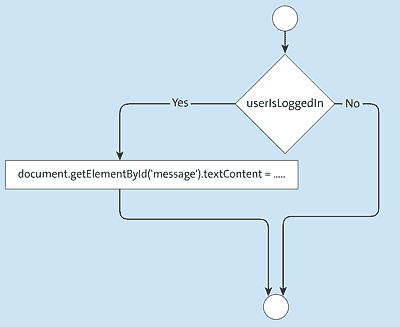 userIsLoggedIn
Yes
No
document.getElementById('message').textContent = .....